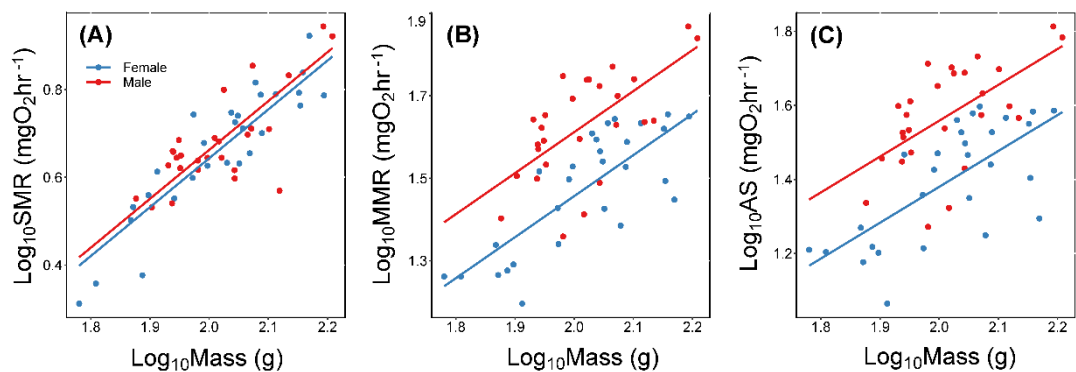 (A)
Female
Male
Log₁₀SMR (mgO₂hr⁻¹)
0.8
0.6
0.4
1.8 1.9 2.0 2.1 2.2
Log₁₀Mass (g)
(B)
Log₁₀MMR (mgO₂hr⁻¹)
1.9
1.7
1.5
1.3
1.8 1.9 2.0 2.1 2.2
Log₁₀Mass (g)
(C)
Log₁₀AS (mgO₂hr⁻¹)
1.8
1.6
1.4
1.2
1.8 1.9 2.0 2.1 2.2
Log₁₀Mass (g)